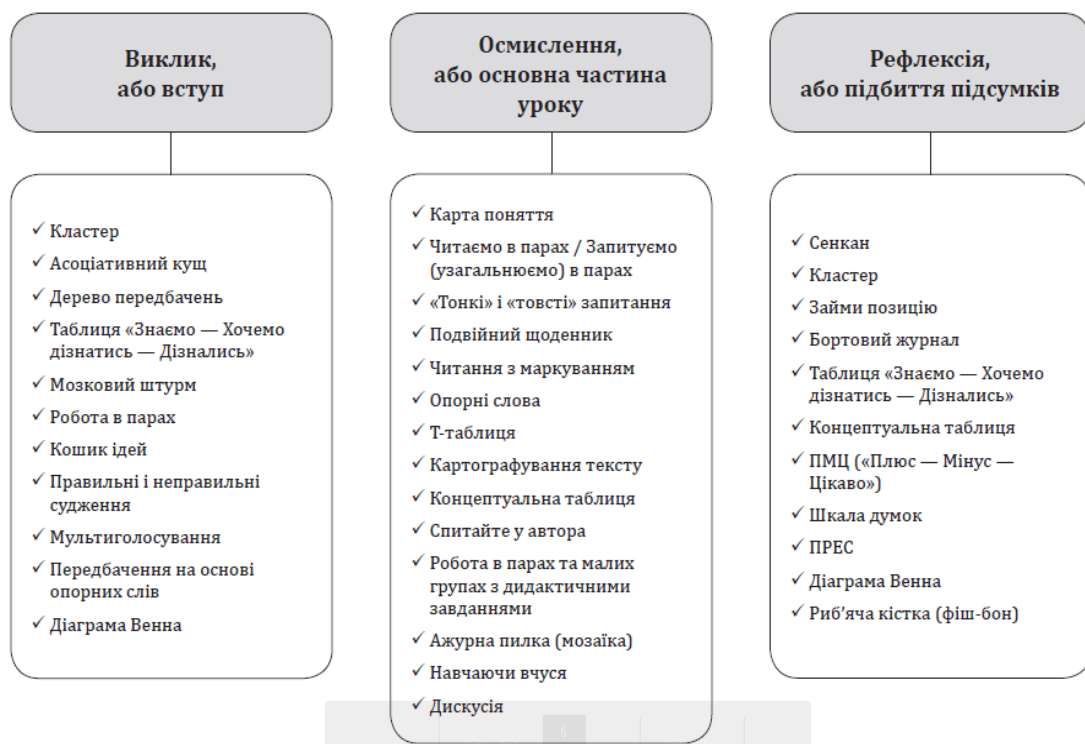 Виклик,
або вступ
✓ Кластер
✓ Асоціативний кущ
✓ Дерево передбачень
✓ Таблиця «Знаємо — Хочемо
дізнатись — Дізнались»
✓ Мозковий штурм
✓ Робота в парах
✓ Кошик ідей
✓ Правильні і неправильні
судження
✓ Мультиголосування
✓ Передбачення на основі
опорних слів
✓ Діаграма Венна
Осмислення,
або основна частина
уроку
✓ Карта поняття
✓ Читаємо в парах / Запитуємо
(узагальнюємо) в парах
✓ «Тонкі» і «товсті» запитання
✓ Подвійний щоденник
✓ Читання з маркуванням
✓ Опорні слова
✓ Т-таблиця
✓ Картографування тексту
✓ Концептуальна таблиця
✓ Спитайте у автора
✓ Робота в парах та малих
групах з дидактичними
завданнями
✓ Ажурна пилка (мозаїка)
✓ Навчаючи вчуся
✓ Дискусія
Рефлексія,
або підбиття підсумків
✓ Сенкан
✓ Кластер
✓ Займи позицію
✓ Бортовий журнал
✓ Таблиця «Знаємо — Хочемо
дізнатись — Дізнались»
✓ Концептуальна таблиця
✓ ПМЦ («Плюс — Мінус —
Цікаво»)
✓ Шкала думок
✓ ПРЕС
✓ Діаграма Венна
✓ Риб’яча кістка (фіш-бон)
6